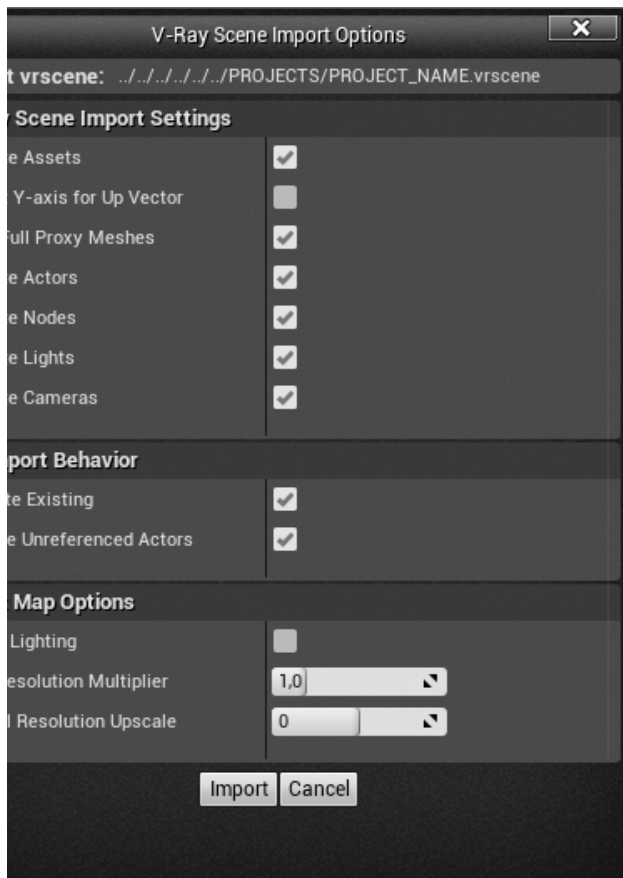 V-Ray Scene Import Options
t vrscene: ../../../../../../PROJECTS/PROJECT_NAME.vrscene
Scene Import Settings
e Assets
Y-axis for Up Vector
Full Proxy Meshes
e Actors
e Nodes
e Lights
e Cameras
port Behavior
te Existing
e Unreferenced Actors
Map Options
Lighting
esolution Multiplier 1,0
l Resolution Upscale 0
Import Cancel